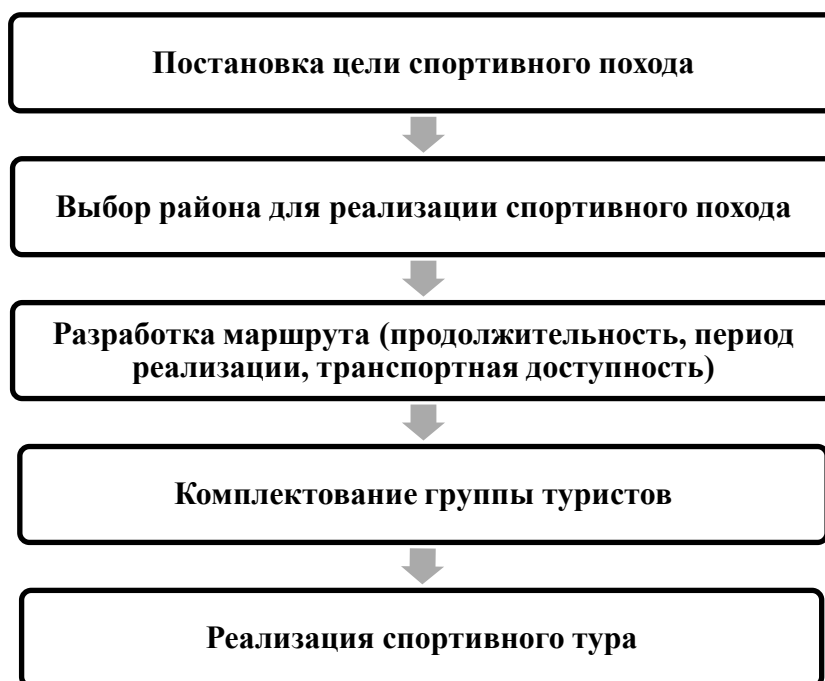 Постановка цели спортивного похода
Выбор района для реализации спортивного похода
Разработка маршрута (продолжительность, период
реализации, транспортная доступность)
Комплектование группы туристов
Реализация спортивного тура